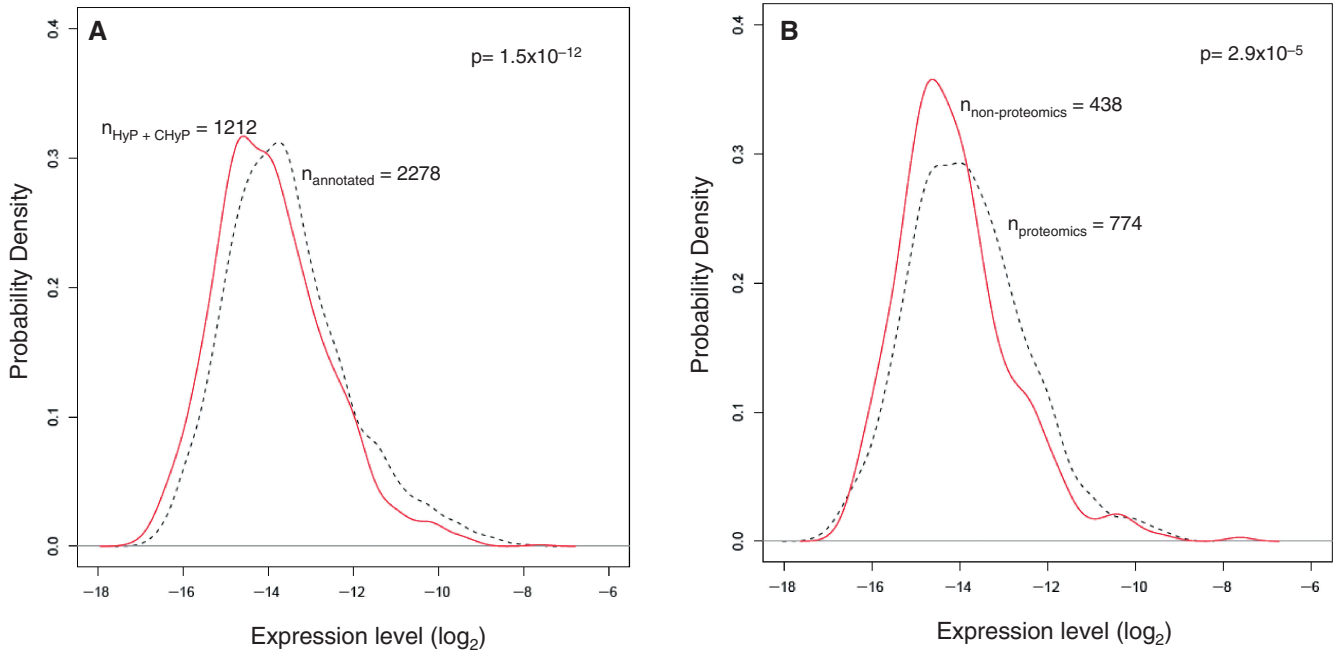 A
p= 1.5x10⁻¹²
n_HyP + CHyP = 1212
n_annotated = 2278
Probability Density
0.4
0.3
0.2
0.1
0.0
−18 −16 −14 −12 −10 −8 −6
Expression level (log₂)
B
p= 2.9x10⁻⁵
n_non-proteomics = 438
n_proteomics = 774
Probability Density
0.4
0.3
0.2
0.1
0.0
−18 −16 −14 −12 −10 −8 −6
Expression level (log₂)